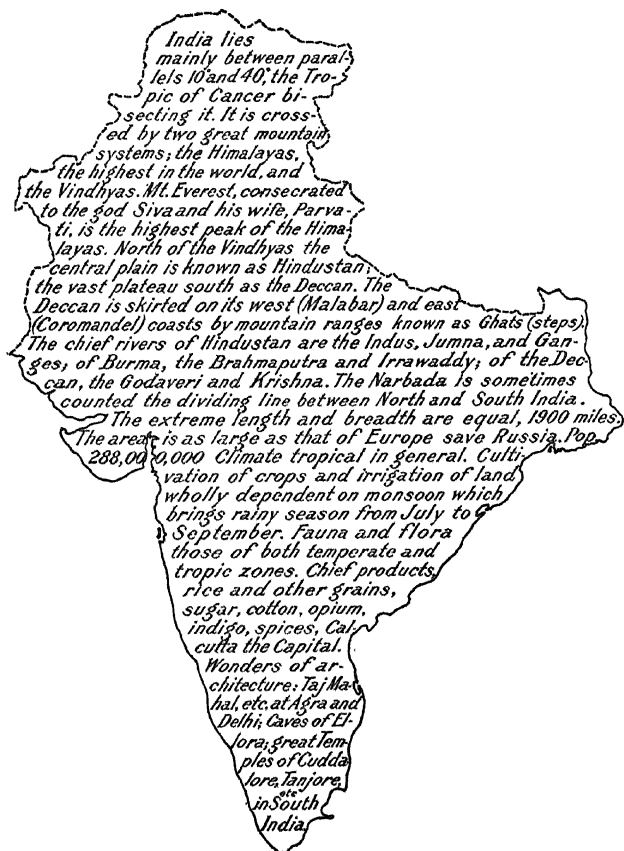 India lies
mainly between paral-
lels 10° and 40°, the Tro-
pic of Cancer bi-
secting it. It is cross-
ed by two great mountain
systems; the Himalayas,
the highest in the world, and
the Vindhyas. Mt. Everest, consecrated
to the god Siva and his wife, Parva-
ti, is the highest peak of the Hima-
layas. North of the Vindhyas the
central plain is known as Hindustan;
the vast plateau south as the Deccan. The
Deccan is skirted on its west (Malabar) and east
(Coromandel) coasts by mountain ranges known as Ghats (steps).
The chief rivers of Hindustan are the Indus, Jumna, and Gan-
ges; of Burma, the Brahmaputra and Irrawaddy; of the Dec-
can, the Godaveri and Krishna. The Narbada is sometimes
counted the dividing line between North and South India.
The extreme length and breadth are equal, 1900 miles.
The area is as large as that of Europe save Russia. Pop.
288,000,000 Climate tropical in general. Culti-
vation of crops and irrigation of land
wholly dependent on monsoon which
brings rainy season from July to
September. Fauna and flora
those of both temperate and
tropic zones. Chief products,
rice and other grains,
sugar, cotton, opium,
indigo, spices, Cal-
cutta the Capital.
Wonders of ar-
chitecture: Taj Ma-
hal, etc. at Agra and
Delhi; Caves of El-
lora; great Tem-
ples of Cudda
lore, Tanjore,
etc
in South
India.